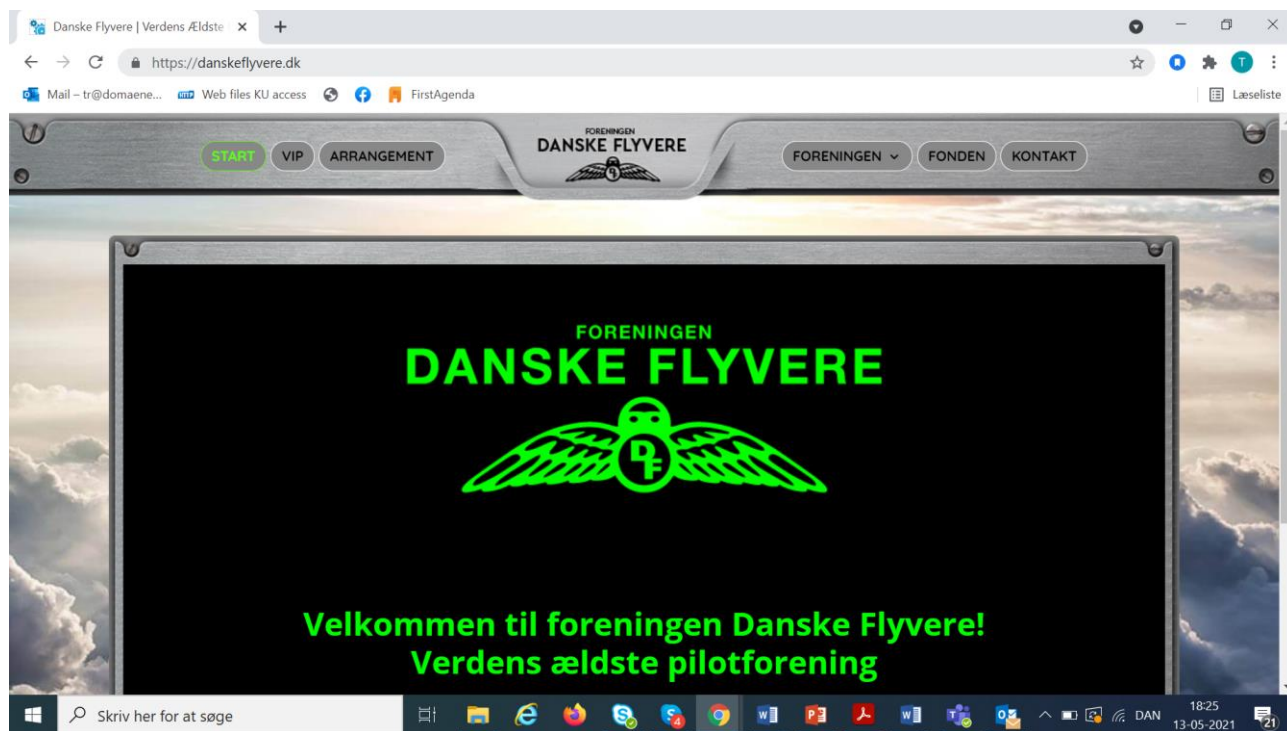 Danske Flyvere | Verdens Ældste
https://danskeflyvere.dk
T
Mail – tr@domaene...
Web files KU access
FirstAgenda
Læseliste
START
VIP
ARRANGEMENT
FORENINGEN
DANSKE FLYVERE
FORENINGEN
FONDEN
KONTAKT
FORENINGEN
DANSKE FLYVERE
DF
Velkommen til foreningen Danske Flyvere!
Verdens ældste pilotforening
Skriv her for at søge
4
DAN
18:25
13-05-2021
21